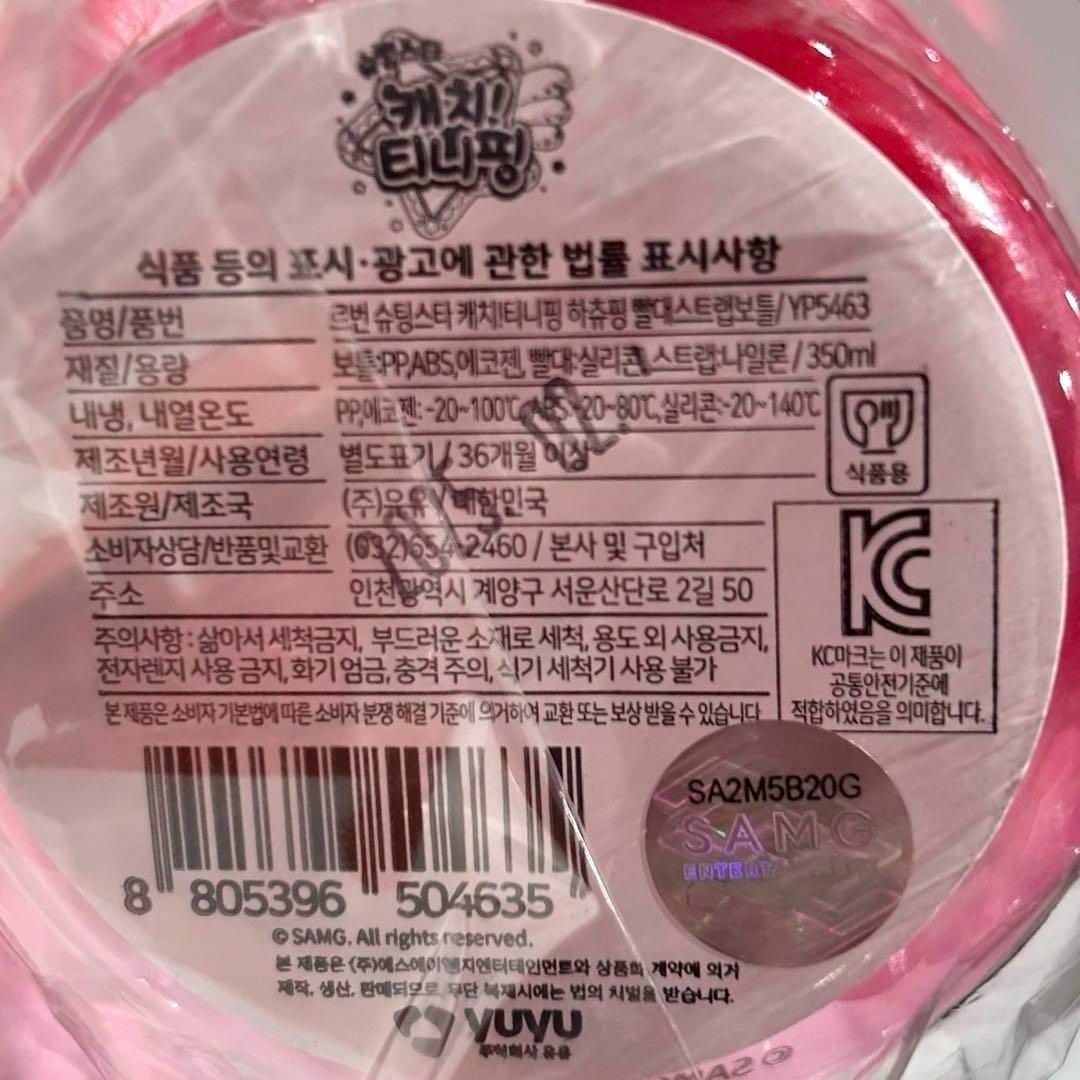 슈팅스타
캐치!
티니핑
식품 등의 표시·광고에 관한 법률 표시사항
품명/품번 르번 슈팅스타 캐치!티니핑 하츄핑 빨대스트랩보틀/ YP5463
재질/용량 보틀:PP,ABS,에코젠, 빨대:실리콘, 스트랩:나일론 / 350ml
내냉, 내열온도 PP,에코젠: -20~100℃, ABS:-20~80℃, 실리콘:-20~140℃
식품용
제조년월/사용연령 별도표기 / 36개월 이상
제조원/제조국 (주)유유 / 대한민국
소비자상담/반품및교환 (032)654-2460 / 본사 및 구입처
주소 인천광역시 계양구 서운산단로 2길 50
주의사항 : 삶아서 세척금지, 부드러운 소재로 세척, 용도 외 사용금지,
전자렌지 사용 금지, 화기 엄금, 충격 주의, 식기 세척기 사용 불가
본 제품은 소비자 기본법에 따른 소비자 분쟁 해결 기준에 의거하여 교환 또는 보상 받을 수 있습니다.
KC마크는 이 제품이
공통안전기준에
적합하였음을 의미합니다.
SA2M5B20G
SAMG
8 805396 504635
© SAMG. All rights reserved.
본 제품은 (주)에스에이엠지엔터테인먼트와 상품화 계약에 의거
제작, 생산, 판매되므로 무단 복제시에는 법의 처벌을 받습니다.
yuyu
주식회사 유유